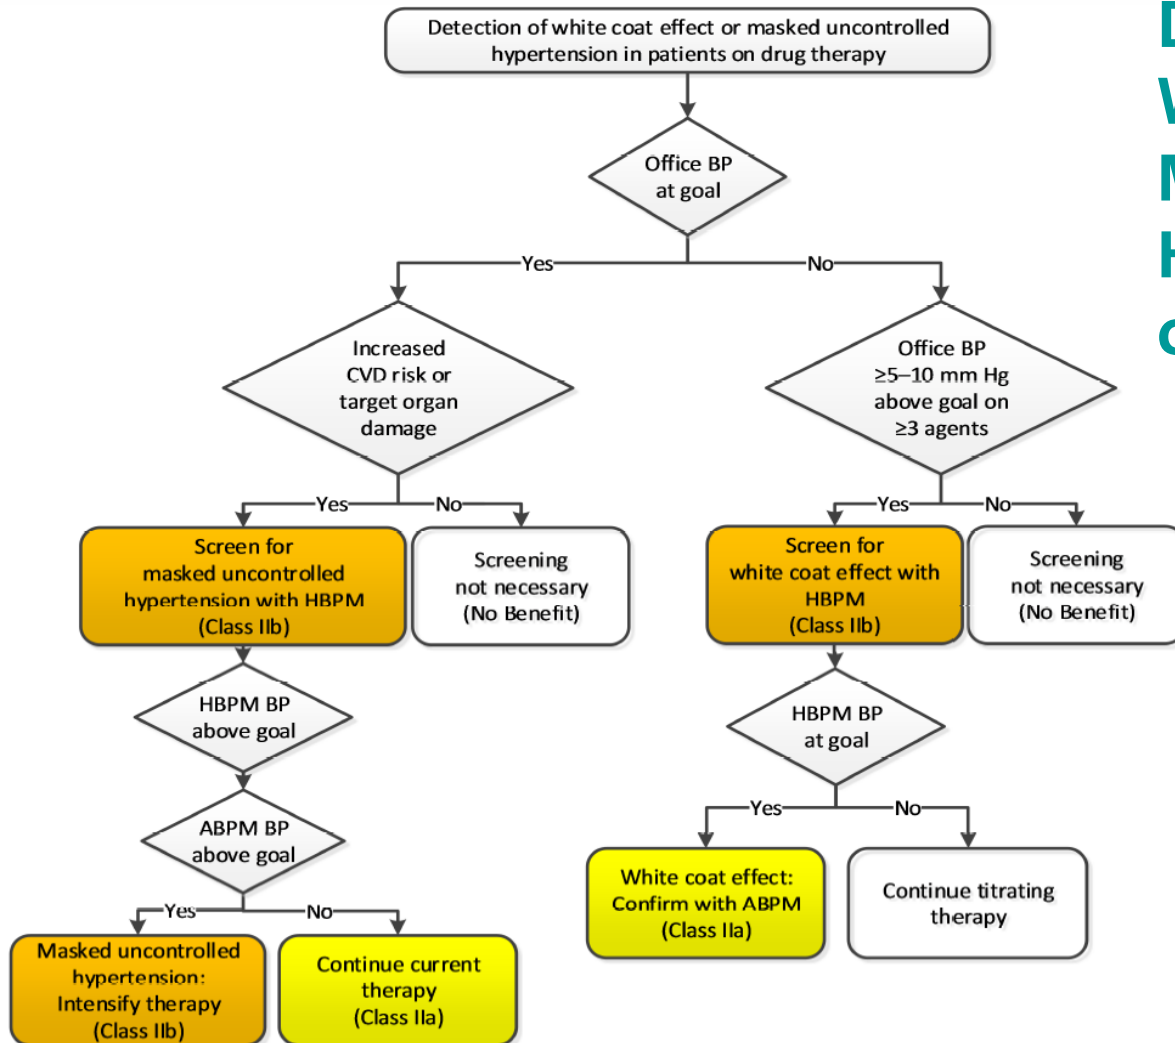 Detection of white coat effect or masked uncontrolled
hypertension in patients on drug therapy
Office BP
at goal
Yes
No
Increased
CVD risk or
target organ
damage
Office BP
≥5–10 mm Hg
above goal on
≥3 agents
Yes
No
Yes
No
Screen for
masked uncontrolled
hypertension with HBPM
(Class IIb)
Screening
not necessary
(No Benefit)
Screen for
white coat effect with
HBPM
(Class IIb)
Screening
not necessary
(No Benefit)
HBPM BP
above goal
HBPM BP
at goal
ABPM BP
above goal
Yes
No
White coat effect:
Confirm with ABPM
(Class IIa)
Continue titrating
therapy
Yes
No
Masked uncontrolled
hypertension:
Intensify therapy
(Class IIb)
Continue current
therapy
(Class IIa)